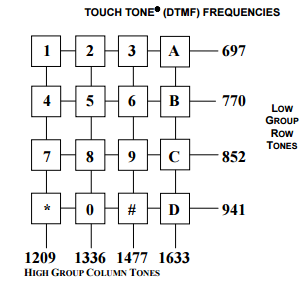 TOUCH TONE® (DTMF) FREQUENCIES
1 2 3 A 697
4 5 6 B 770
7 8 9 C 852
* 0 # D 941
LOW
GROUP
ROW
TONES
1209 1336 1477 1633
HIGH GROUP COLUMN TONES